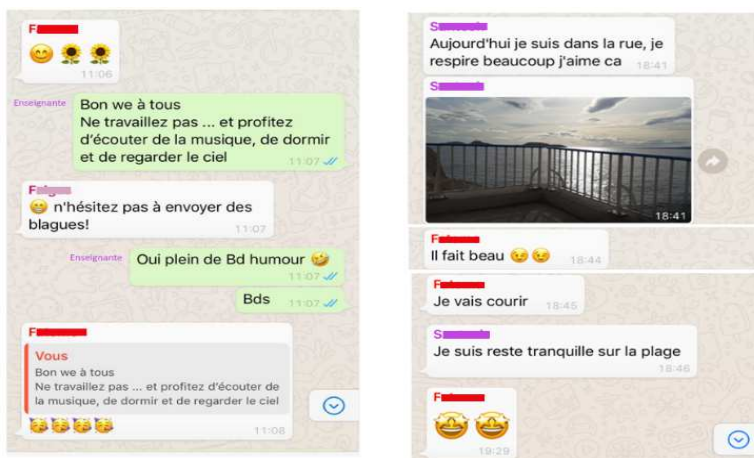 11:06
Enseignante
Bon we à tous
Ne travaillez pas ... et profitez
d'écouter de la musique, de dormir
et de regarder le ciel
11:07
😁 n'hésitez pas à envoyer des
blagues!
11:07
Enseignante
Oui plein de Bd humour 🤣
11:07
Bds
11:07
Vous
Bon we à tous
Ne travaillez pas ... et profitez d'écouter de
la musique, de dormir et de regarder le ciel
11:08
Aujourd'hui je suis dans la rue, je
respire beaucoup j'aime ca
18:41
18:41
Il fait beau 😉😉
18:44
Je vais courir
18:45
Je suis reste tranquille sur la plage
18:46
19:29